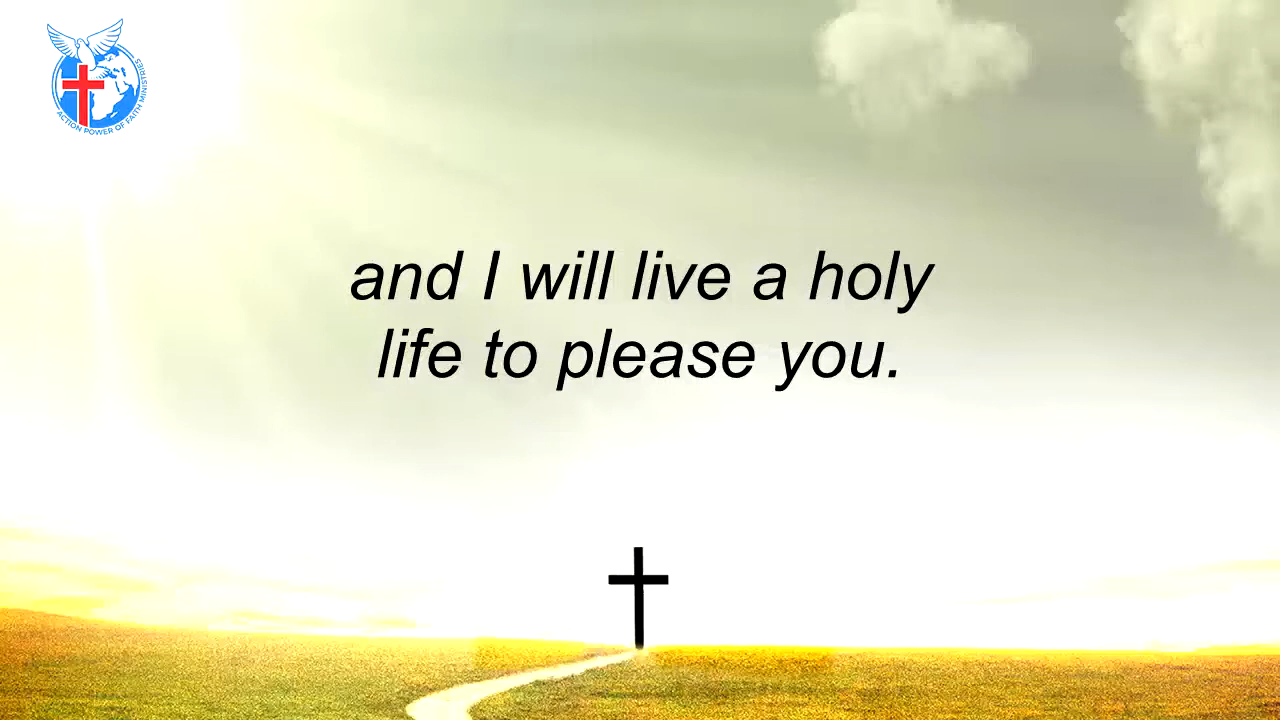 ACTION POWER OF FAITH MINISTRIES
and I will live a holy
life to please you.